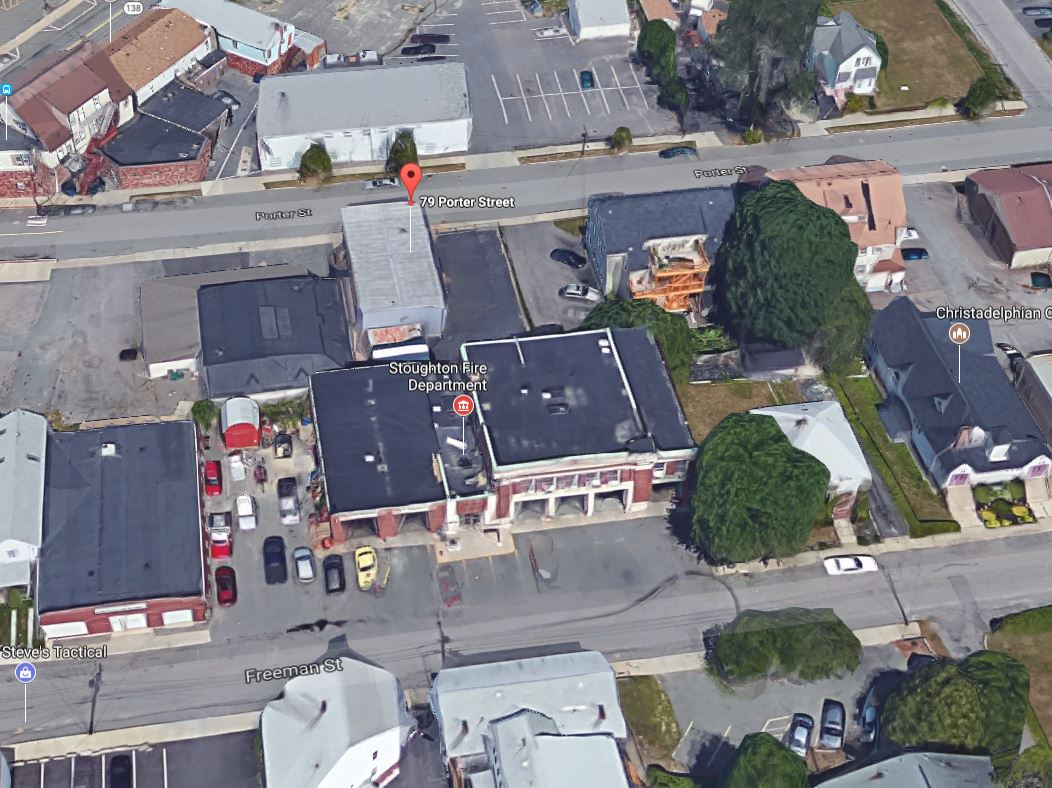 138
Porter St
79 Porter Street
Porter St
Christadelphian C
Stoughton Fire
Department
Steve's Tactical
Freeman St